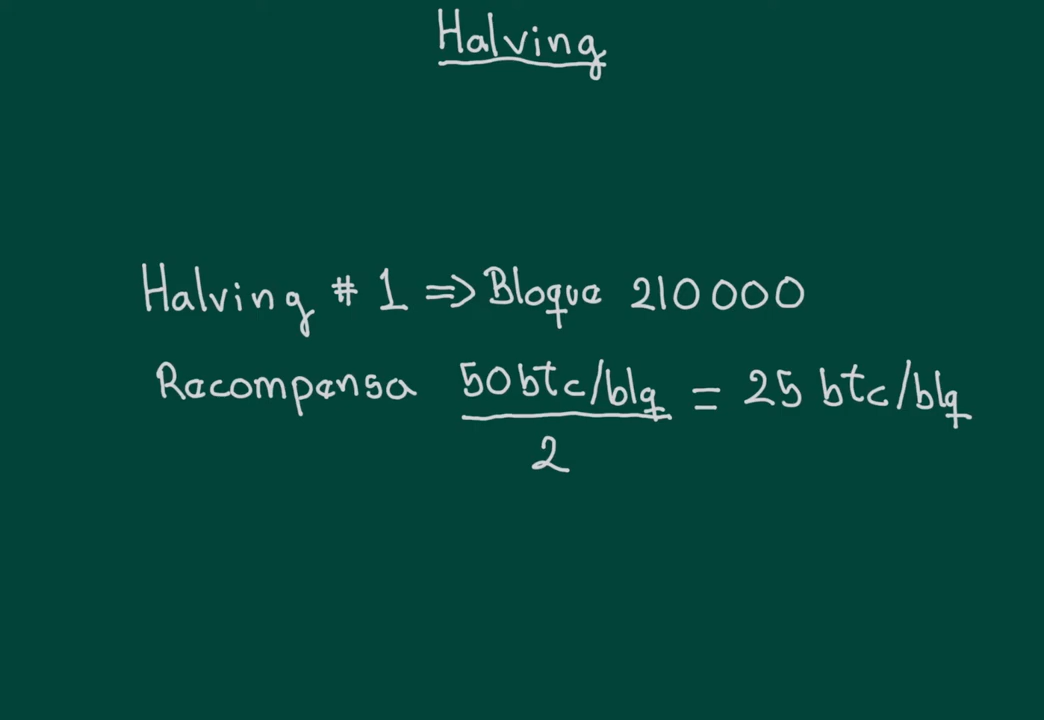 Halving
Halving # 1 => Bloque 210000
Recompensa 50btc/blq = 25 btc/blq
2